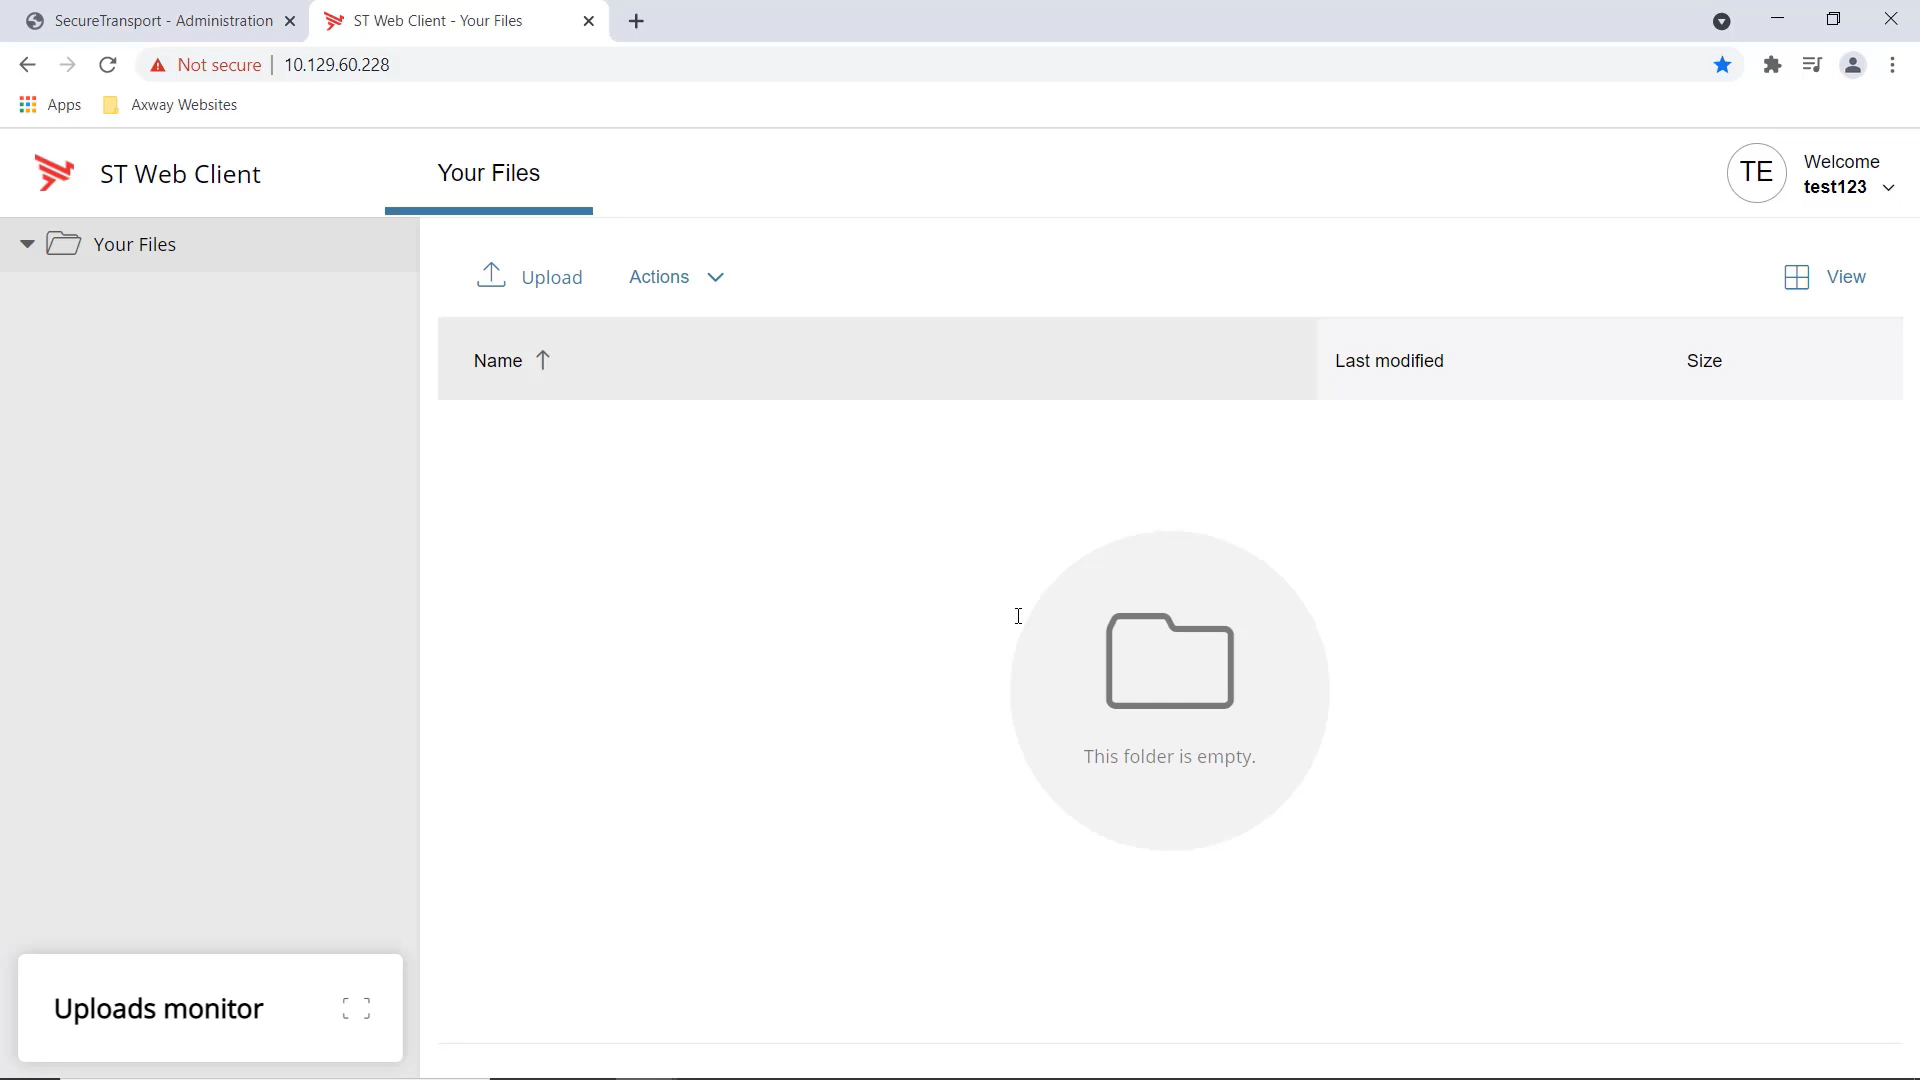 SecureTransport - Administration
ST Web Client - Your Files
Not secure
10.129.60.228
Apps
Axway Websites
ST Web Client
Your Files
TE
Welcome
test123
Your Files
Upload
Actions
View
Name
Last modified
Size
This folder is empty.
Uploads monitor